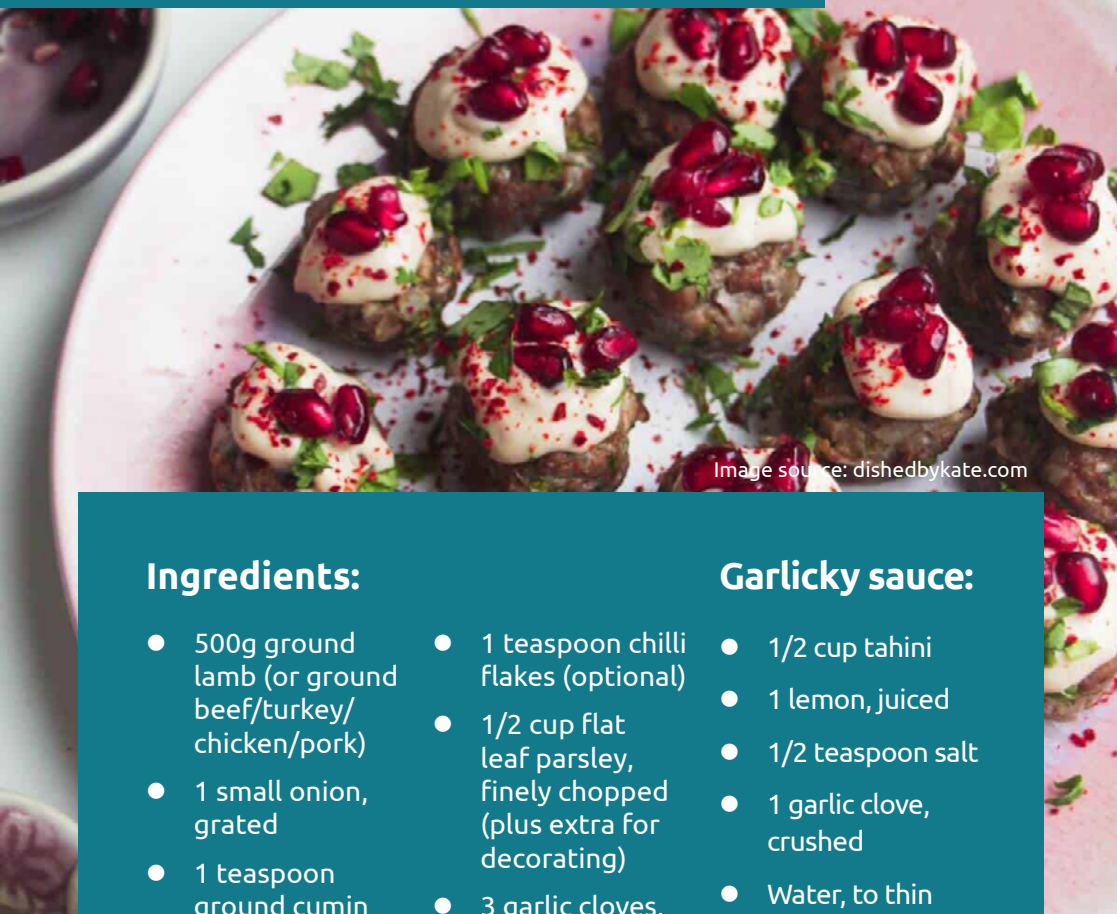 Image source: dishedbykate.com
Ingredients:
● 500g ground
lamb (or ground
beef/turkey/
chicken/pork)
● 1 small onion,
grated
● 1 teaspoon
ground cumin
● 1 teaspoon chilli
flakes (optional)
● 1/2 cup flat
leaf parsley,
finely chopped
(plus extra for
decorating)
● 3 garlic cloves,
Garlicky sauce:
● 1/2 cup tahini
● 1 lemon, juiced
● 1/2 teaspoon salt
● 1 garlic clove,
crushed
● Water, to thin